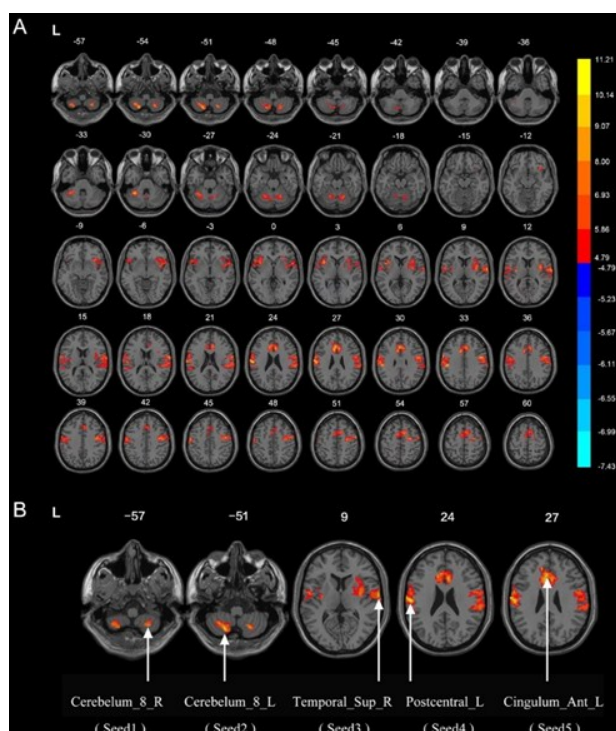 A
L
-57 -54 -51 -48 -45 -42 -39 -36
-33 -30 -27 -24 -21 -18 -15 -12
-9 -6 -3 0 3 6 9 12
15 18 21 24 27 30 33 36
39 42 45 48 51 54 57 60
11.21
10.14
9.07
8.00
6.93
5.86
4.79
-4.79
-5.23
-5.67
-6.11
-6.55
-6.99
-7.43
B
L
-57 -51 9 24 27
Cerebelum_8_R Cerebelum_8_L Temporal_Sup_R Postcentral_L Cingulum_Ant_L
( Seed1 ) ( Seed2 ) ( Seed3 ) ( Seed4 ) ( Seed5 )